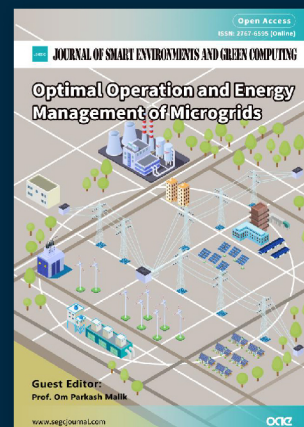 Open Access
ISSN: 2767-6595 (Online)
JOURNAL OF SMART ENVIRONMENTS AND GREEN COMPUTING
Optimal Operation and Energy
Management of Microgrids
Guest Editor:
Prof. Om Parkash Malik
www.segcjournal.com
OAE